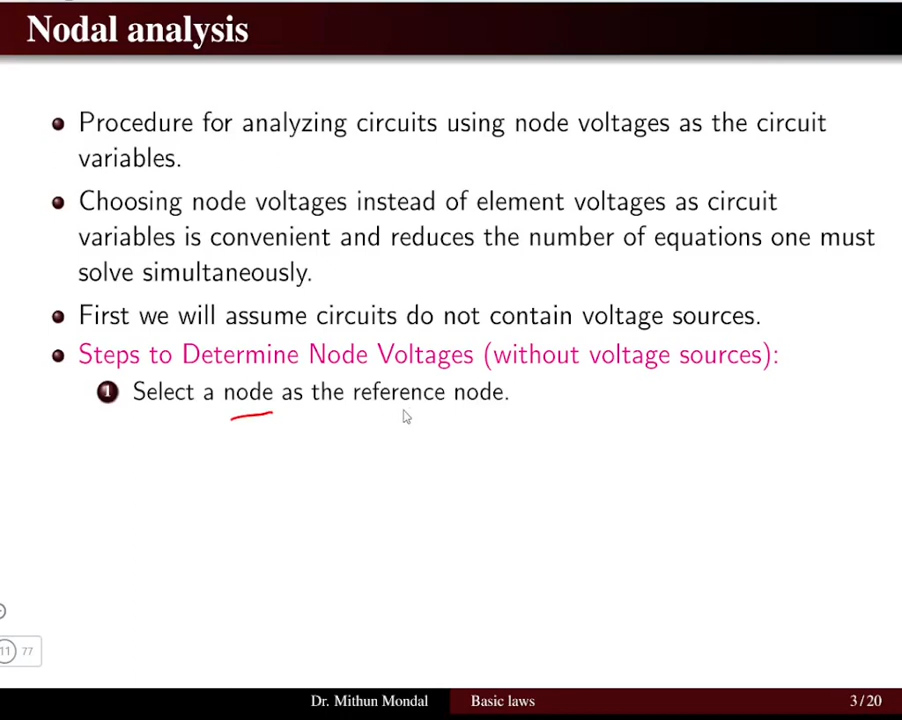 Nodal analysis
Procedure for analyzing circuits using node voltages as the circuit
variables.
Choosing node voltages instead of element voltages as circuit
variables is convenient and reduces the number of equations one must
solve simultaneously.
First we will assume circuits do not contain voltage sources.
Steps to Determine Node Voltages (without voltage sources):
1 Select a node as the reference node.
11 77
Dr. Mithun Mondal Basic laws 3 / 20